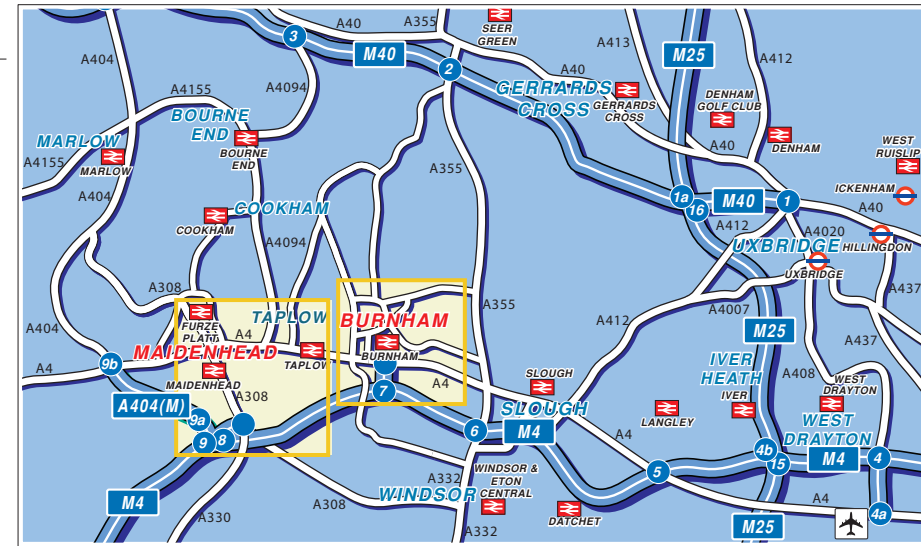 A40
A355
SEER
GREEN
A413
M25
A412
A404
3
M40
2
A4094
A4155
A40
GERRARDS
CROSS
GERRARDS
CROSS
DENHAM
GOLF CLUB
BOURNE
END
MARLOW
BOURNE
END
DENHAM
WEST
RUISLIP
A40
A4155
MARLOW
A355
A404
1a
16
M40
1
ICKENHAM
A40
COOKHAM
COOKHAM
A4094
A412
A4020
UXBRIDGE
HILLINGDON
UXBRIDGE
A308
A437
A355
A4007
FURZE
PLATT
TAPLOW
BURNHAM
A412
M25
A404
A4
MAIDENHEAD
BURNHAM
A437
9b
TAPLOW
IVER
HEATH
A4
MAIDENHEAD
A4
SLOUGH
A408
WEST
DRAYTON
A404(M)
A308
7
SLOUGH
LANGLEY
IVER
WEST
DRAYTON
9a
9
8
6
M4
A4
4b
15
M4
4
5
A332
WINDSOR &
ETON
CENTRAL
WINDSOR
M4
A308
A330
A332
DATCHET
A4
M25
4a